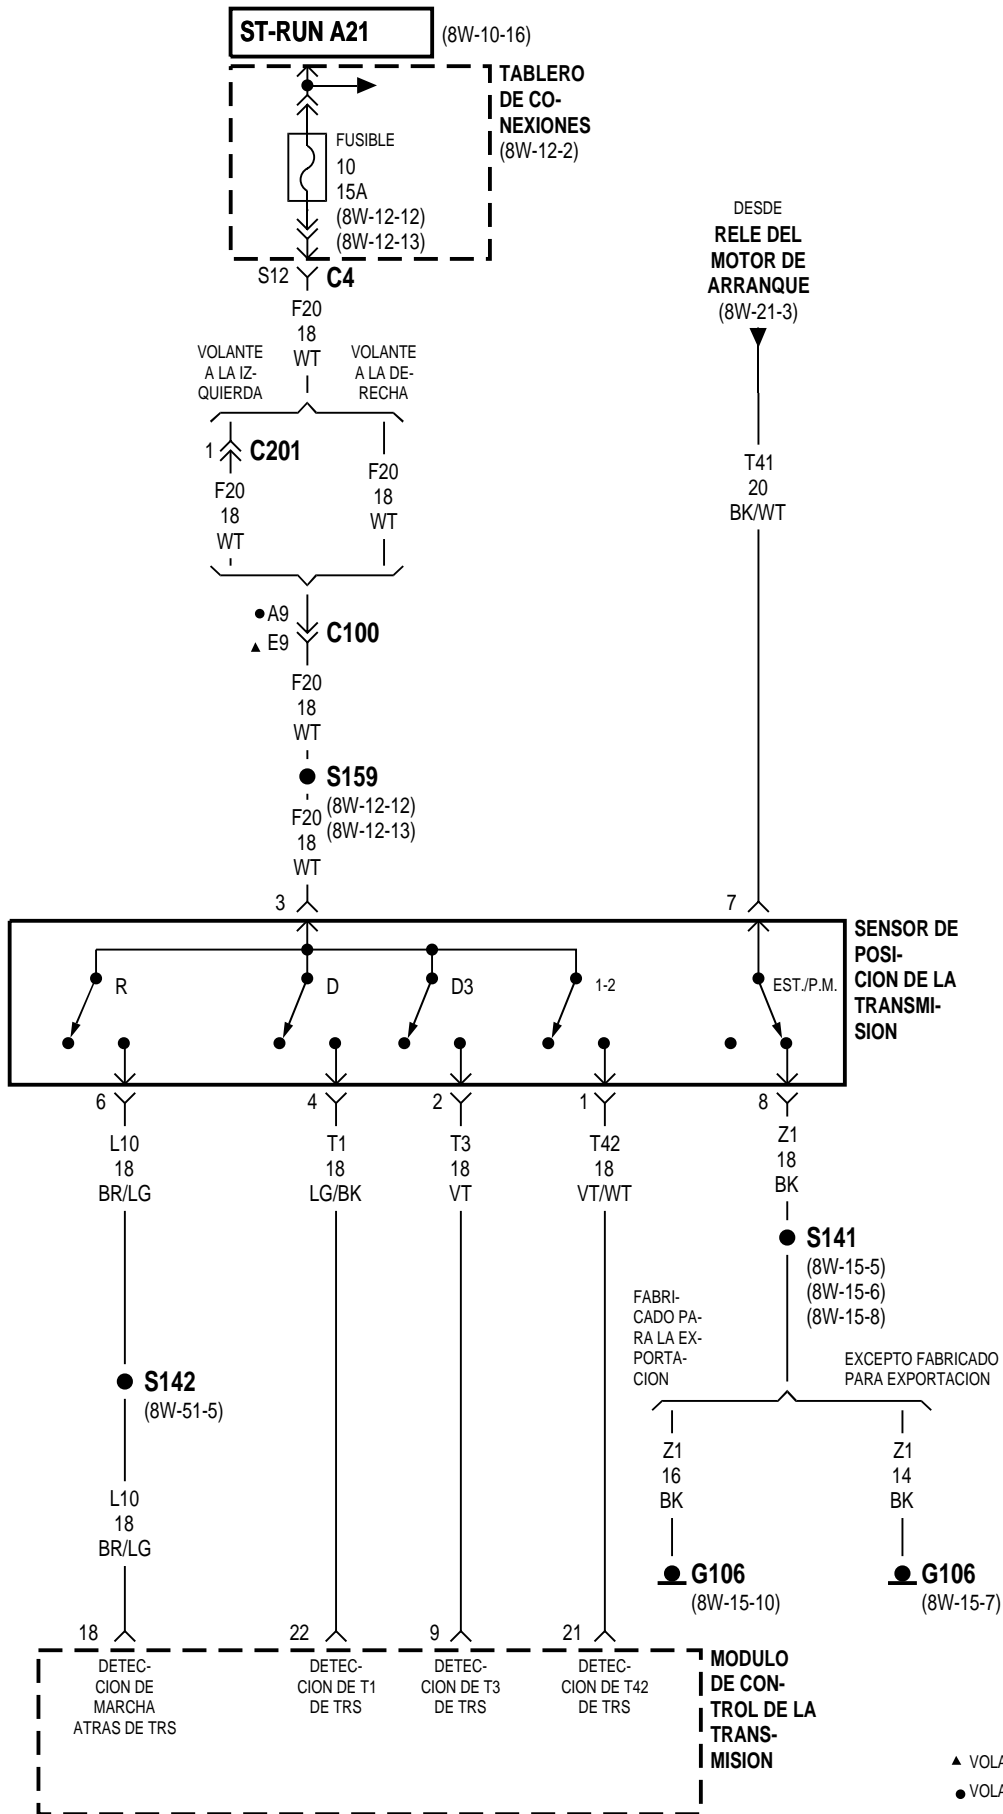 ST-RUN A21
(8W-10-16)
TABLERO
DE CO-
NEXIONES
(8W-12-2)
FUSIBLE
10
15A
(8W-12-12)
(8W-12-13)
S12
C4
F20
18
WT
VOLANTE
A LA IZ-
QUIERDA
VOLANTE
A LA DE-
RECHA
1
C201
F20
18
WT
F20
18
WT
A9
E9
C100
F20
18
WT
S159
(8W-12-12)
(8W-12-13)
F20
18
WT
DESDE
RELE DEL
MOTOR DE
ARRANQUE
(8W-21-3)
T41
20
BK/WT
3
7
SENSOR DE
POSI-
CION DE LA
TRANSMI-
SION
R
D
D3
1-2
EST./P.M.
6
4
2
1
8
L10
18
BR/LG
T1
18
LG/BK
T3
18
VT
T42
18
VT/WT
Z1
18
BK
S141
(8W-15-5)
(8W-15-6)
(8W-15-8)
FABRI-
CADO PA-
RA LA EX-
PORTA-
CION
EXCEPTO FABRICADO
PARA EXPORTACION
S142
(8W-51-5)
L10
18
BR/LG
Z1
16
BK
Z1
14
BK
G106
(8W-15-10)
G106
(8W-15-7)
18
22
9
21
DETEC-
CION DE
MARCHA
ATRAS DE TRS
DETEC-
CION DE T1
DE TRS
DETEC-
CION DE T3
DE TRS
DETEC-
CION DE T42
DE TRS
MODULO
DE CON-
TROL DE LA
TRANS-
MISION
▲ VOLA
● VOLA